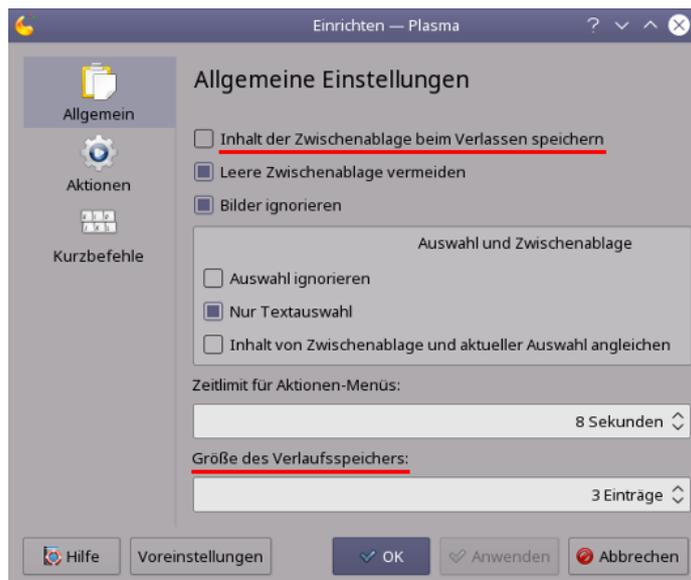 Einrichten — Plasma
Allgemein
Aktionen
Kurzbefehle
Allgemeine Einstellungen
Inhalt der Zwischenablage beim Verlassen speichern
Leere Zwischenablage vermeiden
Bilder ignorieren
Auswahl und Zwischenablage
Auswahl ignorieren
Nur Textauswahl
Inhalt von Zwischenablage und aktueller Auswahl angleichen
Zeitlimit für Aktionen-Menüs:
8 Sekunden
Größe des Verlaufsspeichers:
3 Einträge
Hilfe
Voreinstellungen
OK
Anwenden
Abbrechen